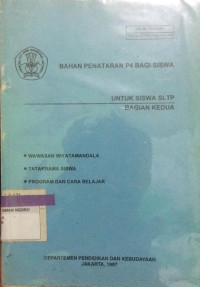 BAHAN PENATARAN P4 BAGI SISWA
UNTUK SISWA SLTP
BAGIAN KEDUA
WAWASAN WIYATAMANDALA
TATAKRAMA SISWA
PROGRAM DAN CARA BELAJAR
DEPARTEMEN PENDIDIKAN DAN KEBUDAYAAN
JAKARTA, 1997